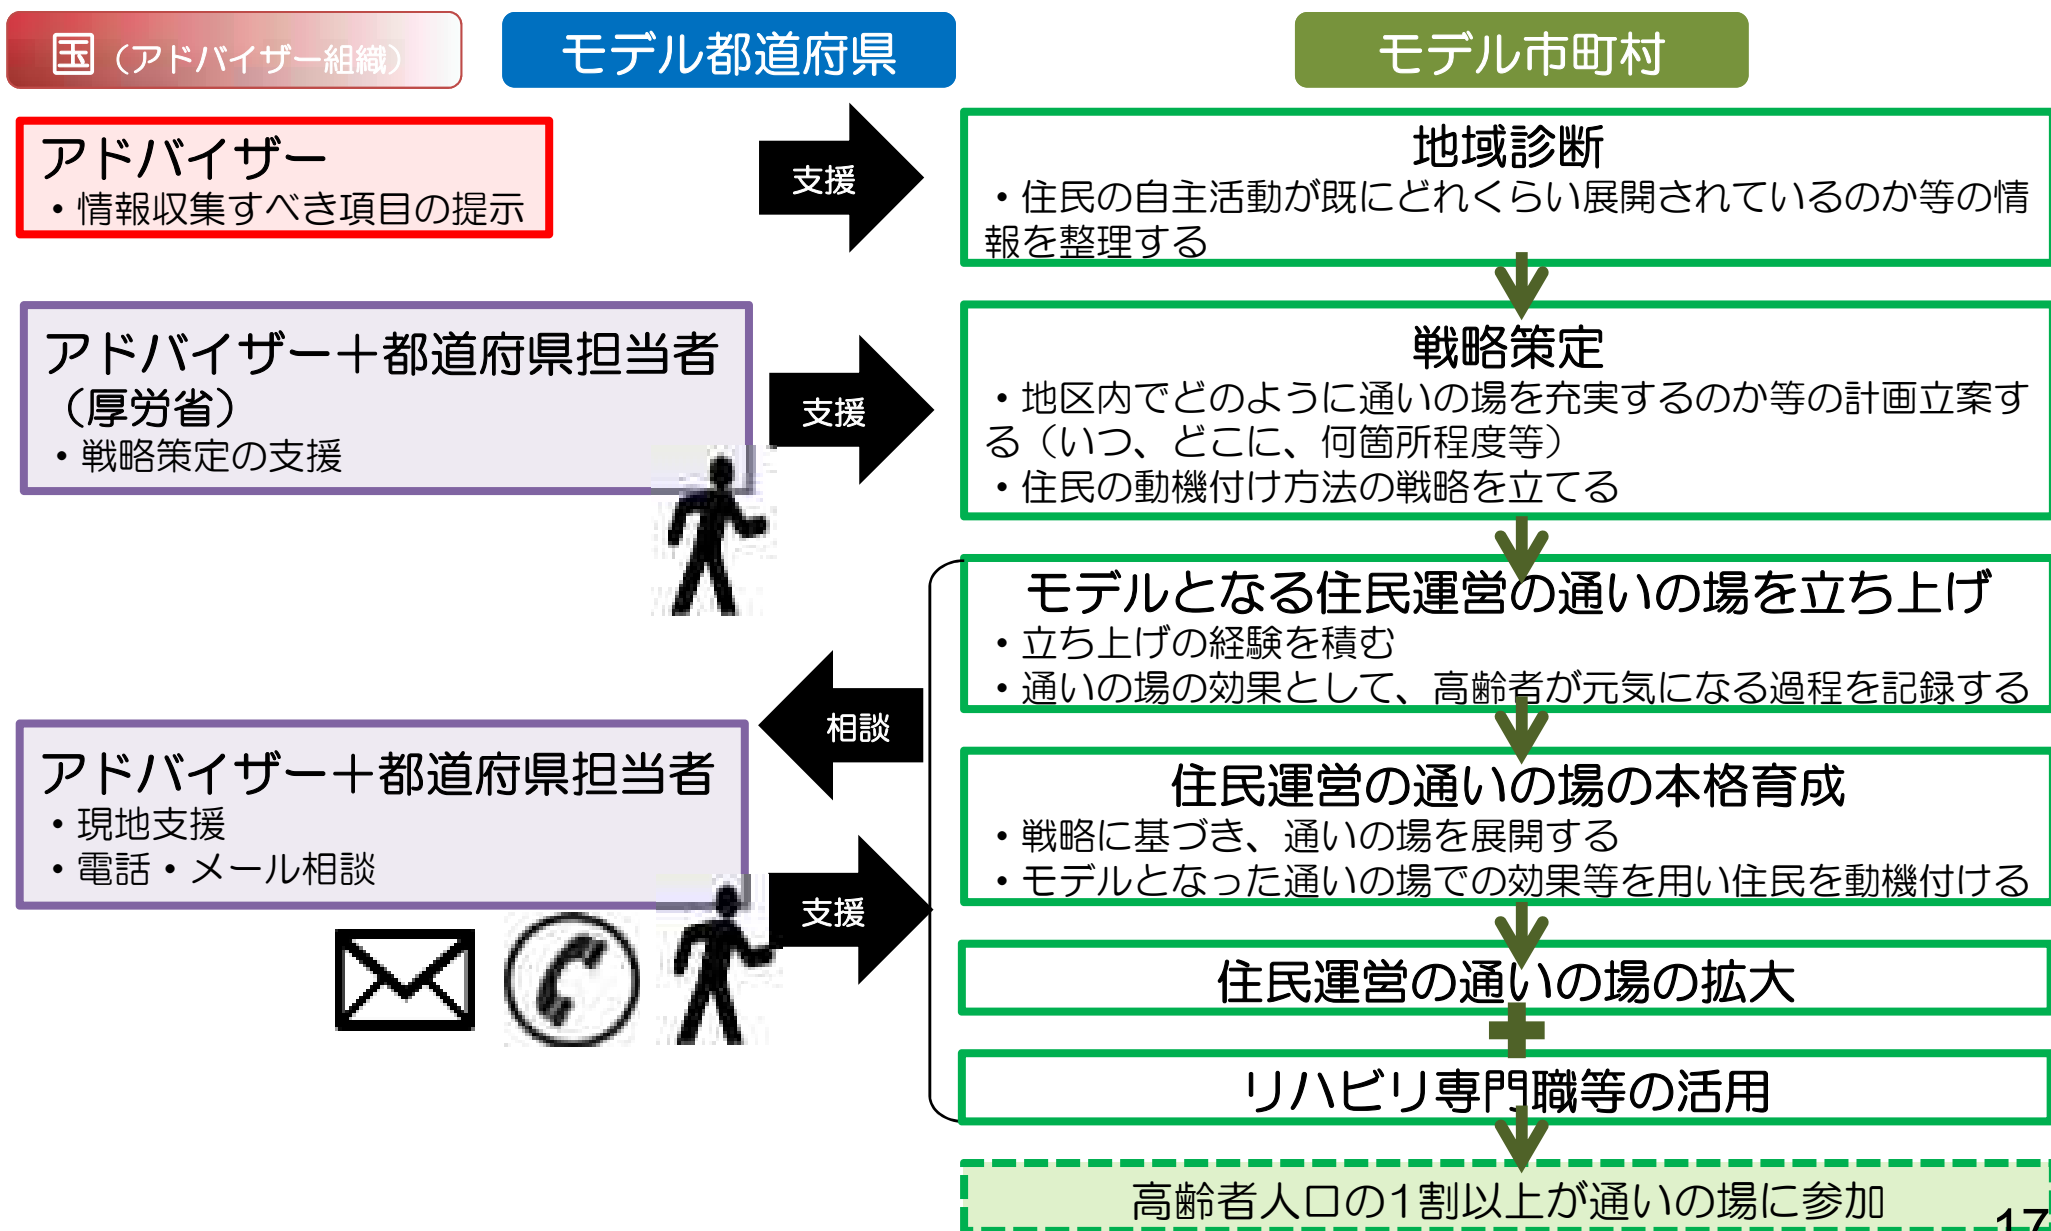 国（アドバイザー組織）
モデル都道府県
モデル市町村
アドバイザー
・情報収集すべき項目の提示
支援
地域診断
・住民の自主活動が既にどれくらい展開されているのか等の情
報を整理する
アドバイザー＋都道府県担当者
（厚労省）
・戦略策定の支援
支援
戦略策定
・地区内でどのように通いの場を充実するのか等の計画立案す
る（いつ、どこに、何箇所程度等）
・住民の動機付け方法の戦略を立てる
モデルとなる住民運営の通いの場を立ち上げ
・立ち上げの経験を積む
・通いの場の効果として、高齢者が元気になる過程を記録する
相談
アドバイザー＋都道府県担当者
・現地支援
・電話・メール相談
支援
住民運営の通いの場の本格育成
・戦略に基づき、通いの場を展開する
・モデルとなった通いの場での効果等を用い住民を動機付ける
住民運営の通いの場の拡大
リハビリ専門職等の活用
高齢者人口の1割以上が通いの場に参加
17